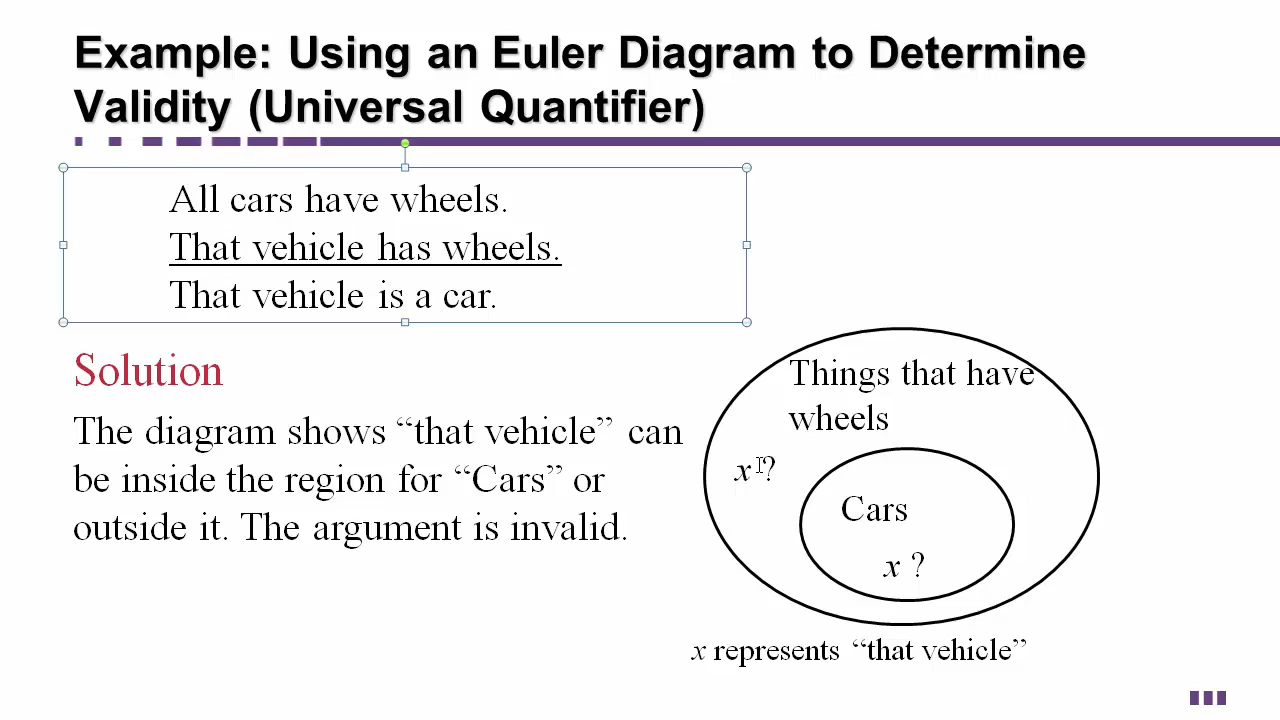 Example: Using an Euler Diagram to Determine
Validity (Universal Quantifier)
All cars have wheels.
That vehicle has wheels.
That vehicle is a car.
Solution
The diagram shows “that vehicle” can
be inside the region for “Cars” or
outside it. The argument is invalid.
Things that have
wheels
x ?
Cars
x ?
x represents “that vehicle”